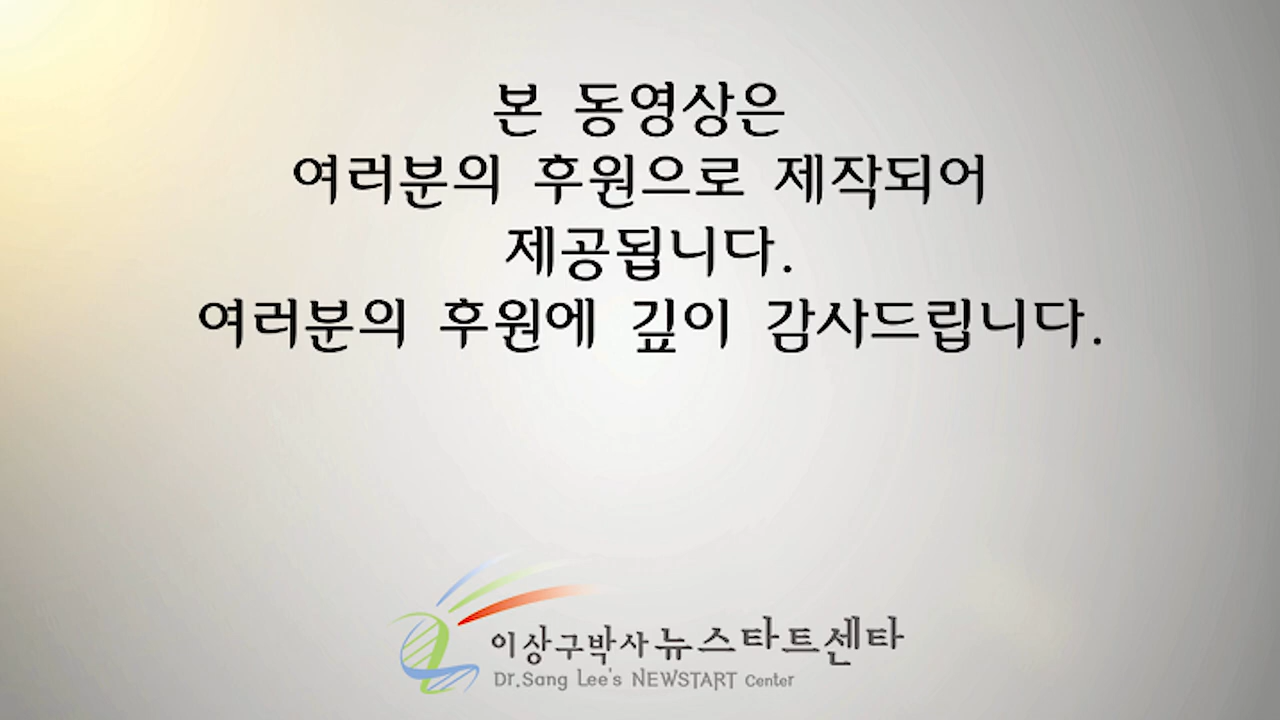 본 동영상은
여러분의 후원으로 제작되어
제공됩니다.
여러분의 후원에 깊이 감사드립니다.
이상구박사 뉴스타트센타
Dr.Sang Lee's NEWSTART Center